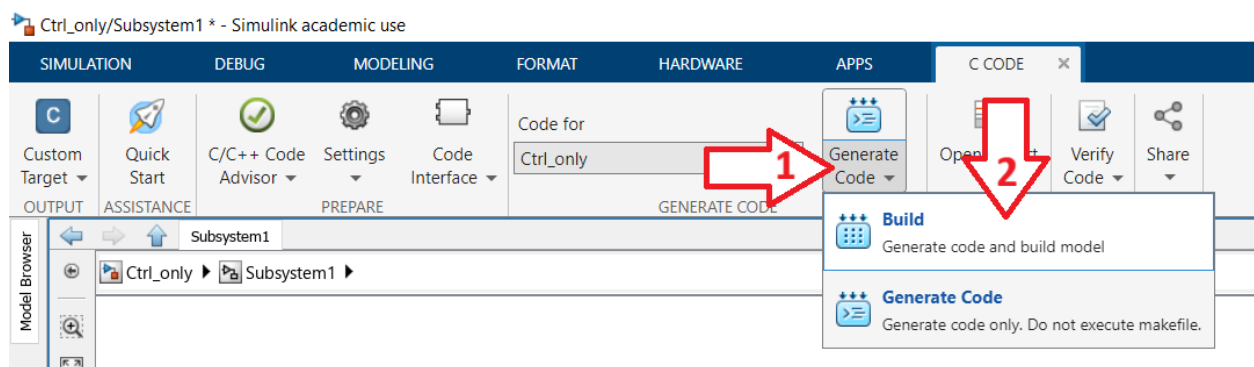 Ctrl_only/Subsystem1 * - Simulink academic use
SIMULATION DEBUG MODELING FORMAT HARDWARE APPS C CODE
C
Custom Target
Quick Start
C/C++ Code Advisor
Settings
Code Interface
Code for
Ctrl_only
1
Generate Code
Open
2
Verify Code
Share
OUTPUT ASSISTANCE PREPARE GENERATE CODE
Build
Generate code and build model
Generate Code
Generate code only. Do not execute makefile.
Model Browser
Subsystem1
Ctrl_only Subsystem1